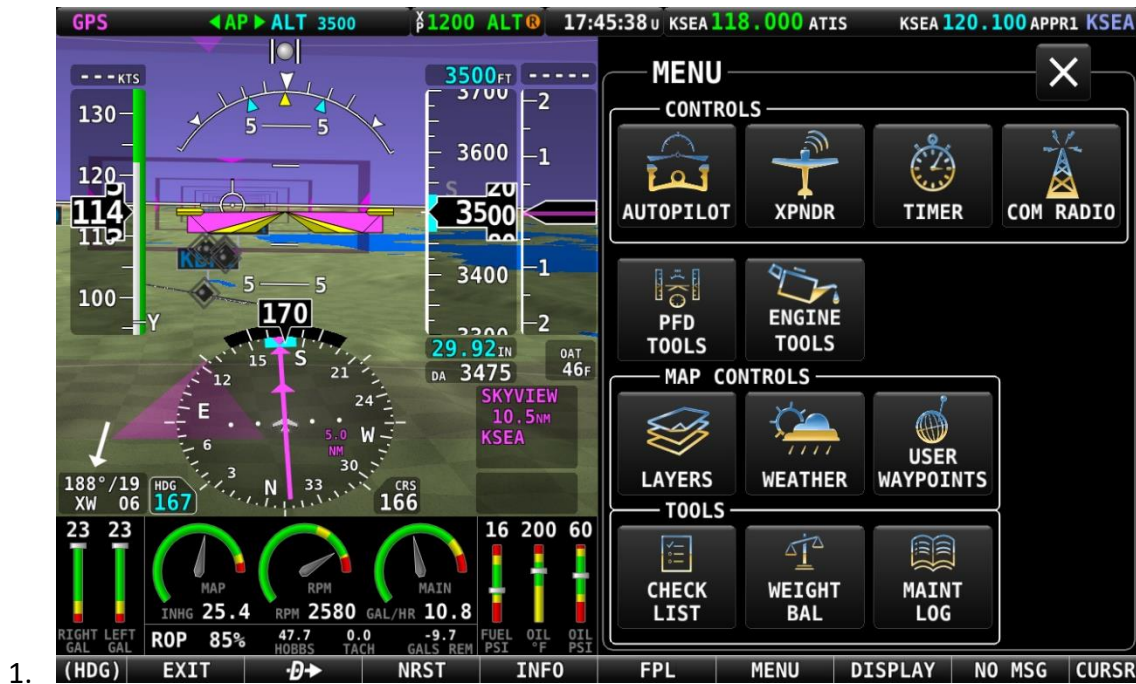 GPS
AP ALT 3500
XP 1200 ALT R
17:45:38 U
KSEA 118.000 ATIS
KSEA 120.100 APPR1 KSEA
---KTS
130
120
114
110
100
Y
5 5
5 5
3500FT
-----
3700
3600
S
20
3500
3400
3300
2
1
1
2
170
15 S 21
12 24
E W
6 30
3 N 33
5.0
NM
29.92IN
DA 3475
OAT
46F
SKYVIEW
10.5NM
KSEA
188°/19
XW 06
HDG
167
CRS
166
23 23
RIGHT GAL
LEFT GAL
MAP
INHG 25.4
RPM
RPM 2580
MAIN
GAL/HR 10.8
ROP 85%
47.7
HOBBS
0.0
TACH
-9.7
GALS REM
16 200 60
FUEL PSI
OIL °F
OIL PSI
MENU
X
CONTROLS
AUTOPILOT
XPNDR
TIMER
COM RADIO
PFD
TOOLS
ENGINE
TOOLS
MAP CONTROLS
LAYERS
WEATHER
USER
WAYPOINTS
TOOLS
CHECK
LIST
WEIGHT
BAL
MAINT
LOG
1.
(HDG) EXIT D NRST INFO FPL MENU DISPLAY NO MSG CURSR